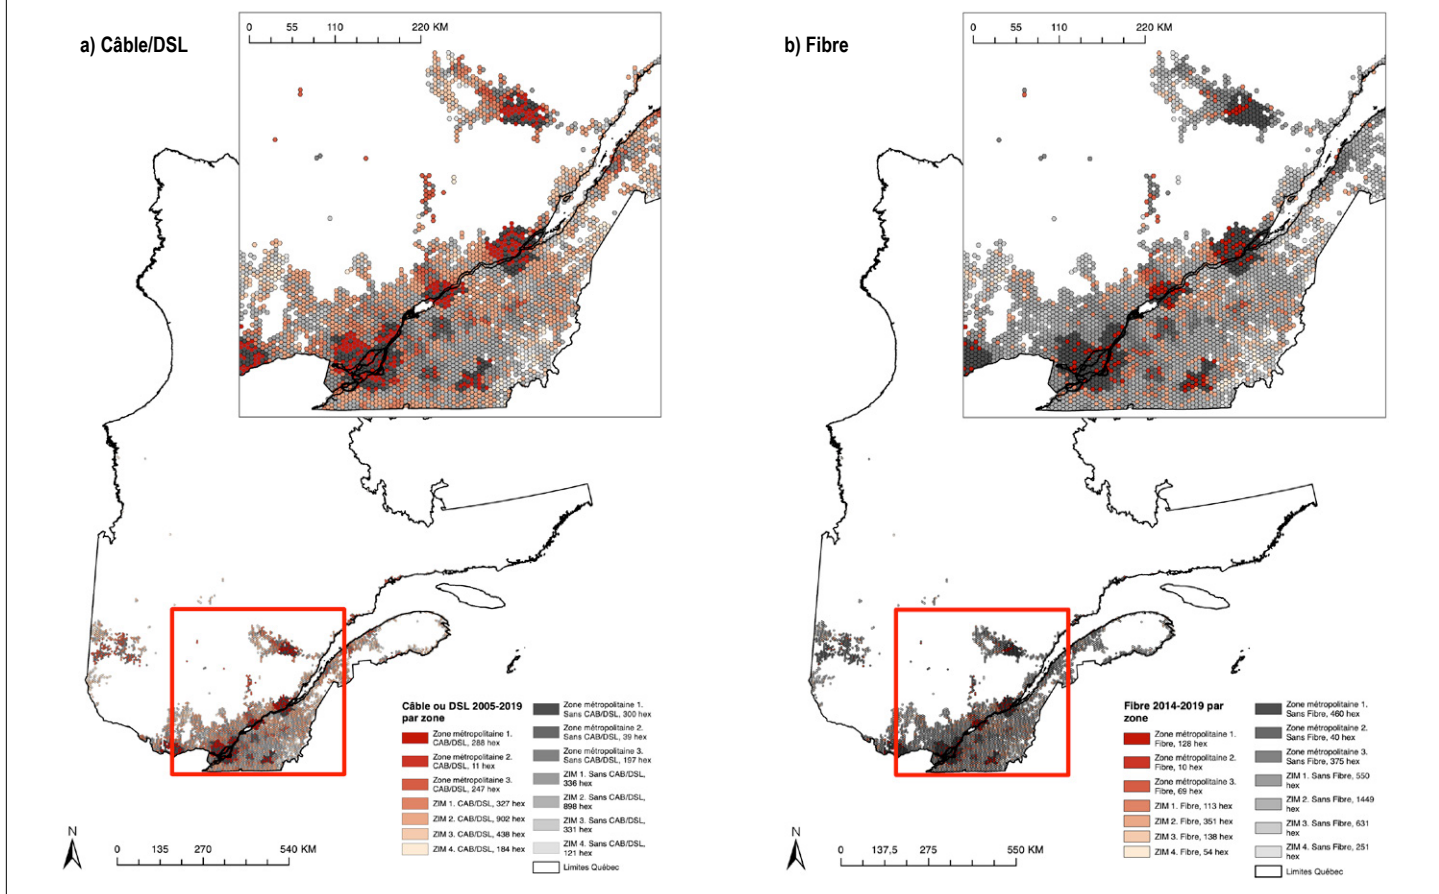 a) Câble/DSL
0 55 110 220 KM
b) Fibre
0 55 110 220 KM
Câble ou DSL 2005-2019
par zone
Zone métropolitaine 1.
CAB/DSL, 288 hex
Zone métropolitaine 2.
CAB/DSL, 11 hex
Zone métropolitaine 3.
CAB/DSL, 247 hex
ZIM 1. CAB/DSL, 327 hex
ZIM 2. CAB/DSL, 902 hex
ZIM 3. CAB/DSL, 438 hex
ZIM 4. CAB/DSL, 184 hex
Zone métropolitaine 1.
Sans CAB/DSL, 300 hex
Zone métropolitaine 2.
Sans CAB/DSL, 39 hex
Zone métropolitaine 3.
Sans CAB/DSL, 197 hex
ZIM 1. Sans CAB/DSL,
336 hex
ZIM 2. Sans CAB/DSL,
898 hex
ZIM 3. Sans CAB/DSL,
331 hex
ZIM 4. Sans CAB/DSL,
121 hex
Limites Québec
N
0 135 270 540 KM
Fibre 2014-2019 par
zone
Zone métropolitaine 1.
Fibre, 128 hex
Zone métropolitaine 2.
Fibre, 10 hex
Zone métropolitaine 3.
Fibre, 69 hex
ZIM 1. Fibre, 113 hex
ZIM 2. Fibre, 351 hex
ZIM 3. Fibre, 138 hex
ZIM 4. Fibre, 54 hex
Zone métropolitaine 1.
Sans Fibre, 460 hex
Zone métropolitaine 2.
Sans Fibre, 40 hex
Zone métropolitaine 3.
Sans Fibre, 375 hex
ZIM 1. Sans Fibre, 550
hex
ZIM 2. Sans Fibre, 1449
hex
ZIM 3. Sans Fibre, 631
hex
ZIM 4. Sans Fibre, 251
hex
Limites Québec
N
0 137,5 275 550 KM